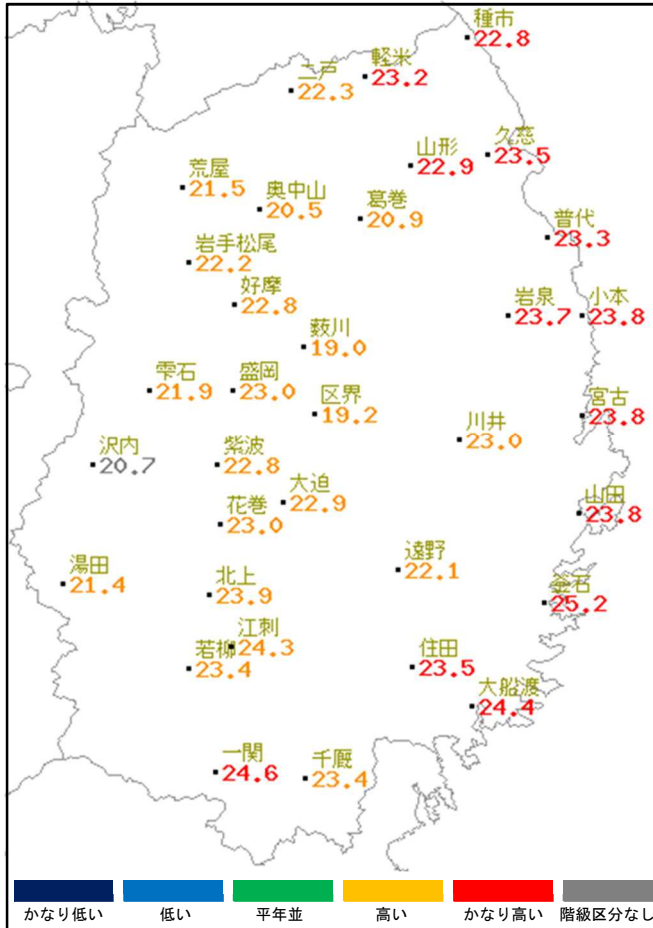 種市
22.8
軽米
23.2
二戸
22.3
久慈
23.5
山形
22.9
荒屋
21.5
奥中山
20.5
葛巻
20.9
普代
23.3
岩手松尾
22.2
好摩
22.8
岩泉
23.7
小本
23.8
薮川
19.0
雫石
21.9
盛岡
23.0
区界
19.2
宮古
23.8
川井
23.0
沢内
20.7
紫波
22.8
大迫
22.9
花巻
23.0
山田
23.8
遠野
22.1
湯田
21.4
北上
23.9
釜石
25.2
江刺
24.3
若柳
23.4
住田
23.5
大船渡
24.4
一関
24.6
千厩
23.4
かなり低い 低い 平年並 高い かなり高い 階級区分なし